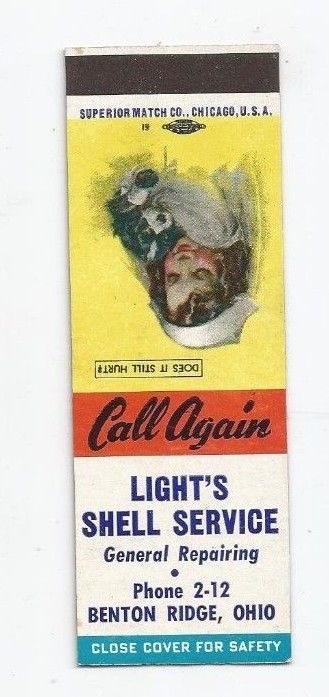 SUPERIOR MATCH CO., CHICAGO, U.S.A.
61
DOES IT STILL HURT?
Call Again
LIGHT'S
SHELL SERVICE
General Repairing
•
Phone 2-12
BENTON RIDGE, OHIO
CLOSE COVER FOR SAFETY